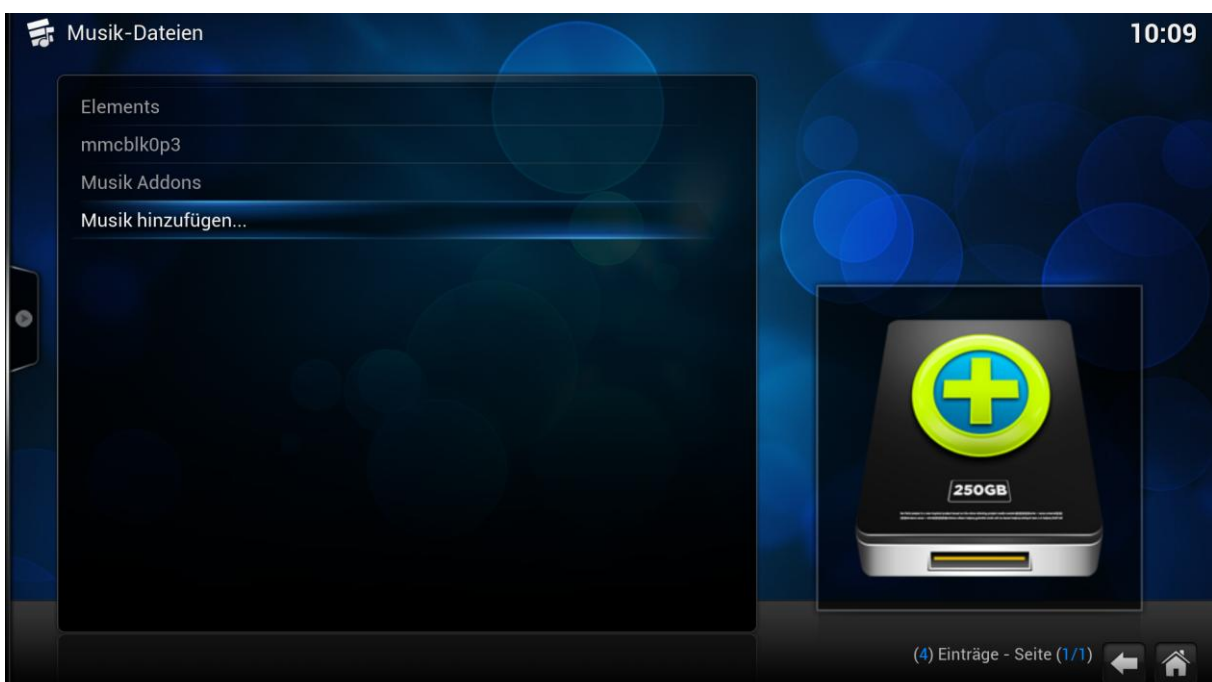 Musik-Dateien
10:09
Elements
mmcblk0p3
Musik Addons
Musik hinzufügen...
250GB
(4) Einträge - Seite (1/1)